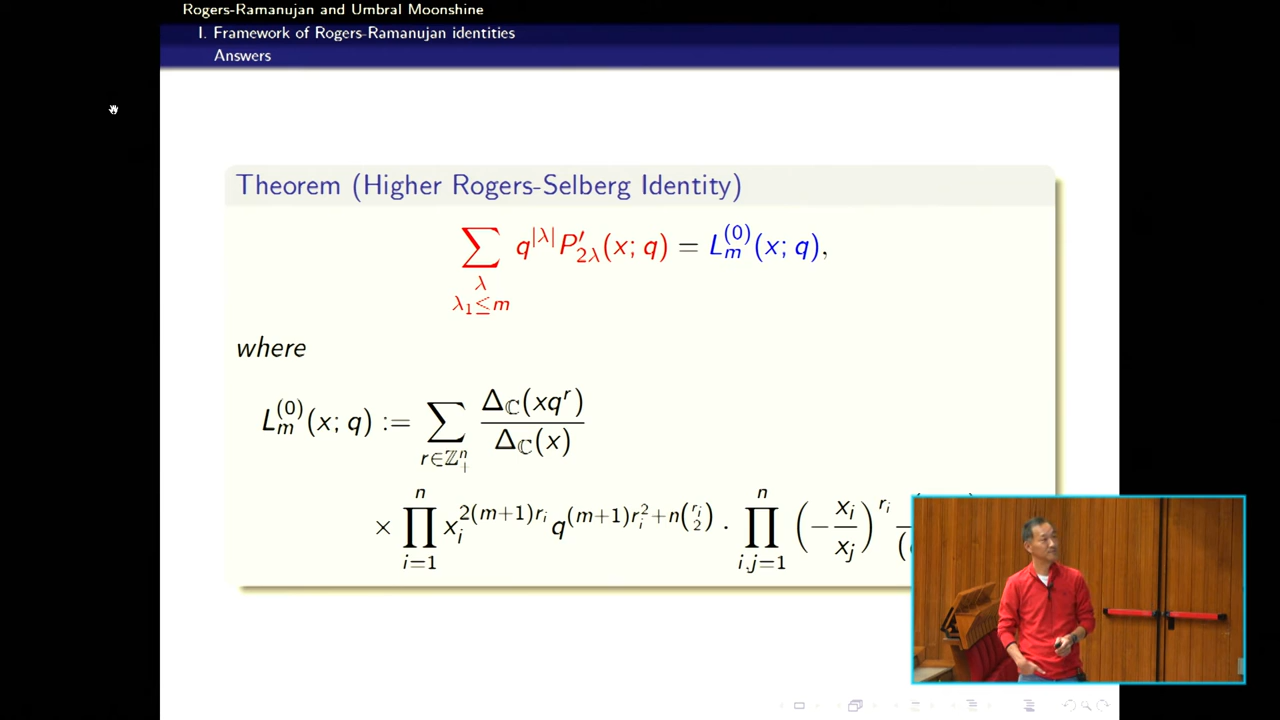 Rogers-Ramanujan and Umbral Moonshine
I. Framework of Rogers-Ramanujan identities
Answers
Theorem (Higher Rogers-Selberg Identity)
∑_{λ, λ₁≤m} q^{|λ|} P′_{2λ}(x; q) = L_m^{(0)}(x; q),
where
L_m^{(0)}(x; q) := ∑_{r∈ℤ₊ⁿ} Δ_ℂ(xq^r) / Δ_ℂ(x)
× ∏_{i=1}^{n} x_i^{2(m+1)r_i} q^{(m+1)r_i^2+n\binom{r_i}{2}} · ∏_{i,j=1}^{n} (−x_i/x_j)^{r_i}